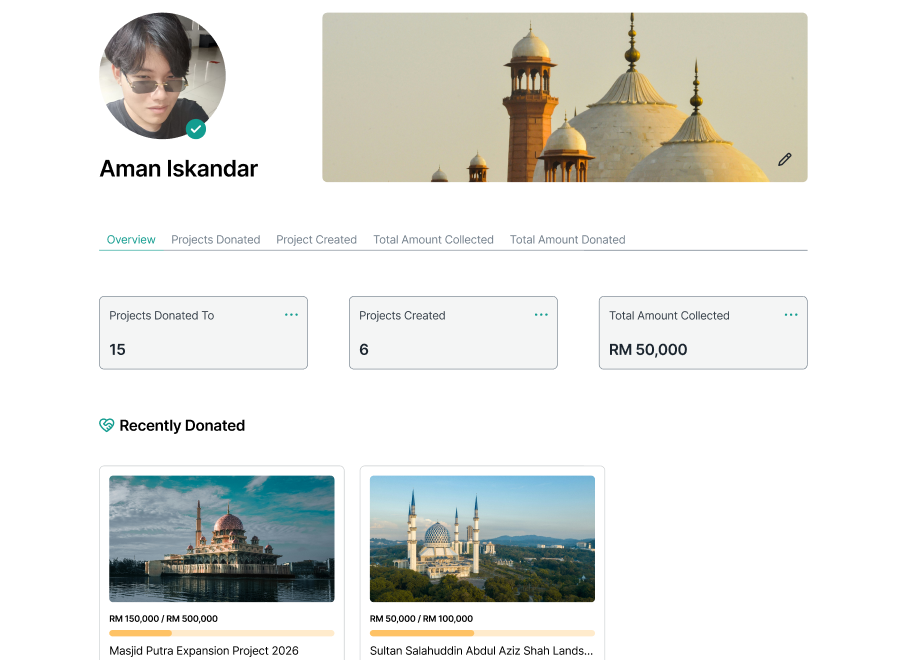 Aman Iskandar
Overview Projects Donated Project Created Total Amount Collected Total Amount Donated
Projects Donated To
15
Projects Created
6
Total Amount Collected
RM 50,000
Recently Donated
RM 150,000 / RM 500,000
Masjid Putra Expansion Project 2026
RM 50,000 / RM 100,000
Sultan Salahuddin Abdul Aziz Shah Lands...